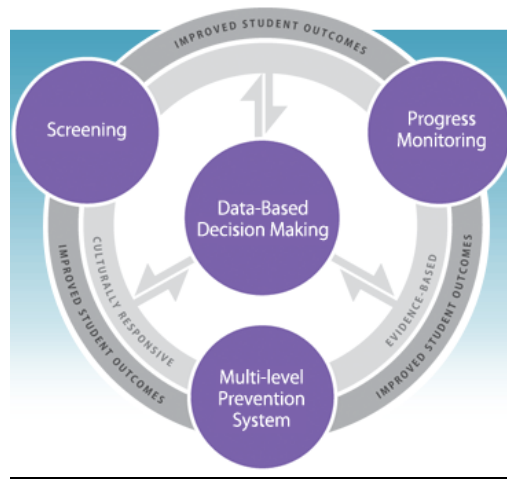 IMPROVED STUDENT OUTCOMES
Screening
Progress
Monitoring
Data-Based
Decision Making
CULTURALLY RESPONSIVE
IMPROVED STUDENT OUTCOMES
EVIDENCE-BASED
IMPROVED STUDENT OUTCOMES
Multi-level
Prevention
System